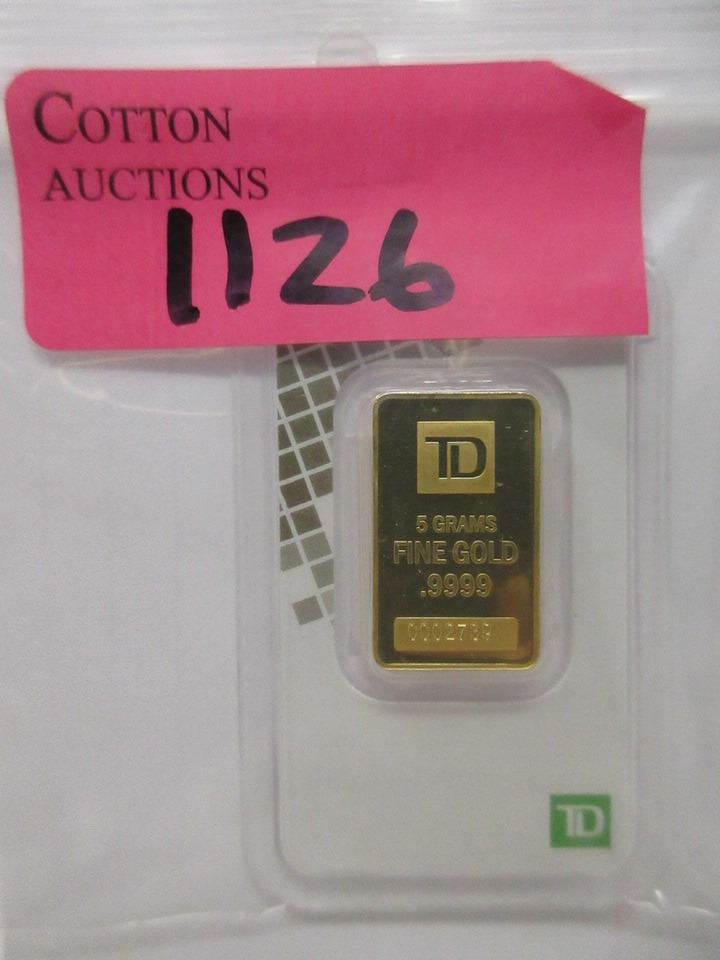 COTTON
AUCTIONS
1126
TD
5 GRAMS
FINE GOLD
.9999
TD